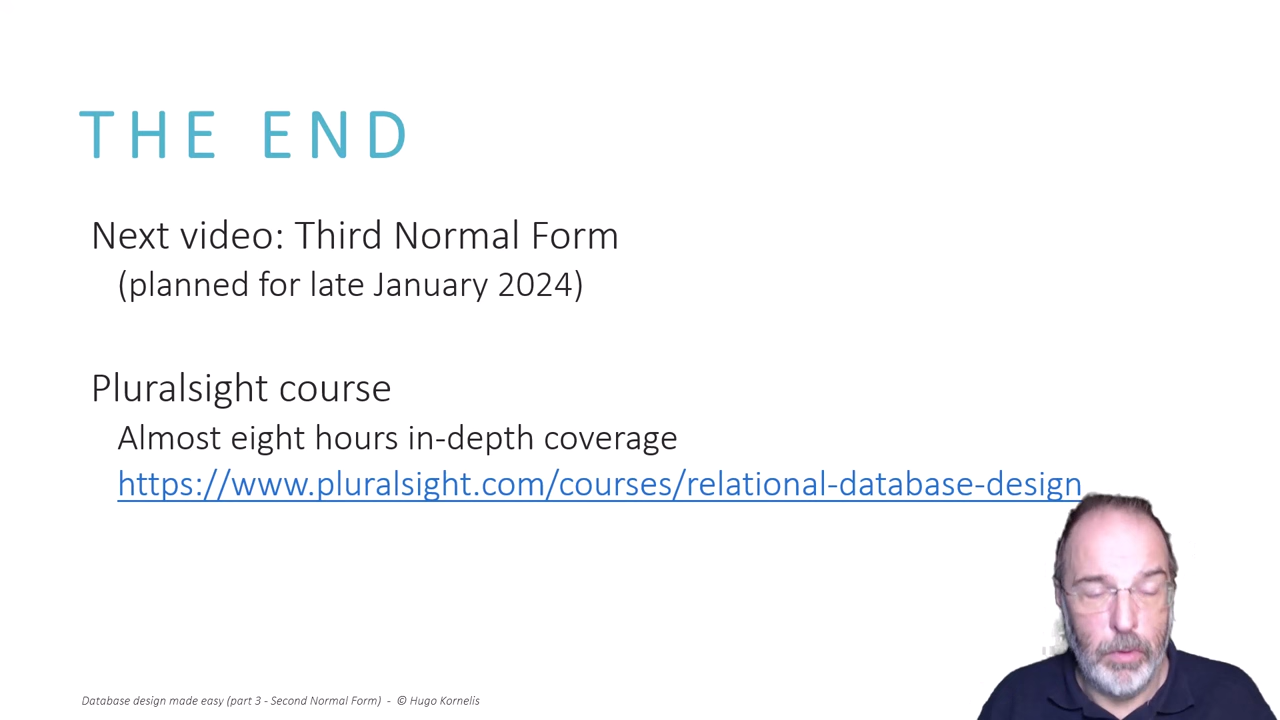 THE END
Next video: Third Normal Form
(planned for late January 2024)
Pluralsight course
Almost eight hours in-depth coverage
https://www.pluralsight.com/courses/relational-database-design
Database design made easy (part 3 - Second Normal Form) - © Hugo Kornelis